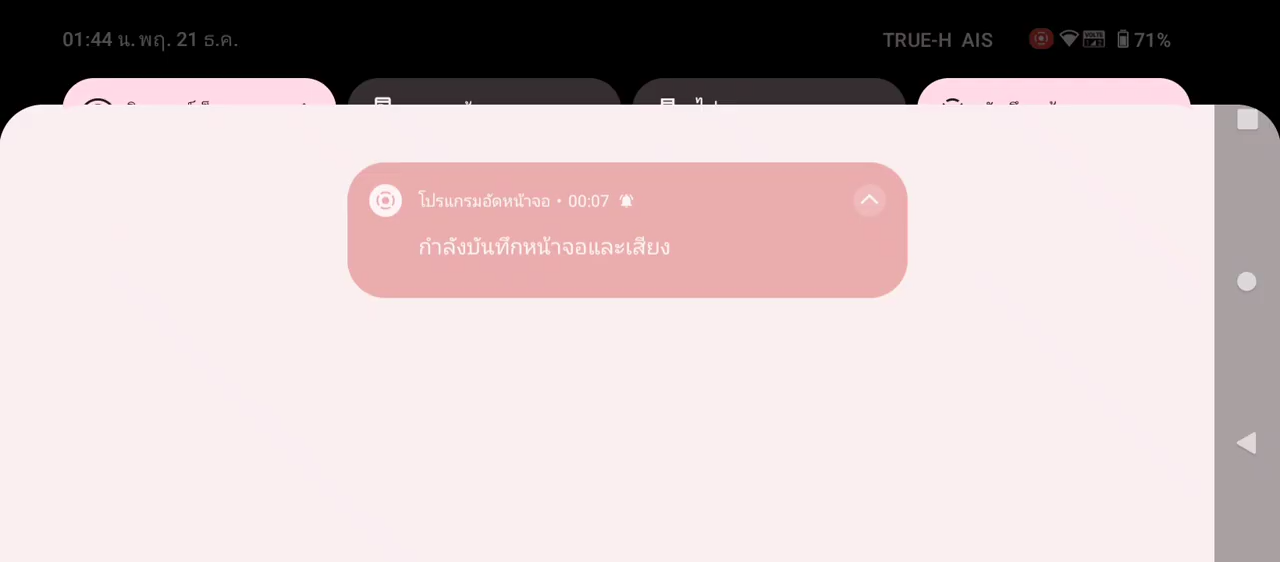 01:44 น. พฤ. 21 ธ.ค.
TRUE-H AIS
71%
โปรแกรมอัดหน้าจอ • 00:07
กำลังบันทึกหน้าจอและเสียง